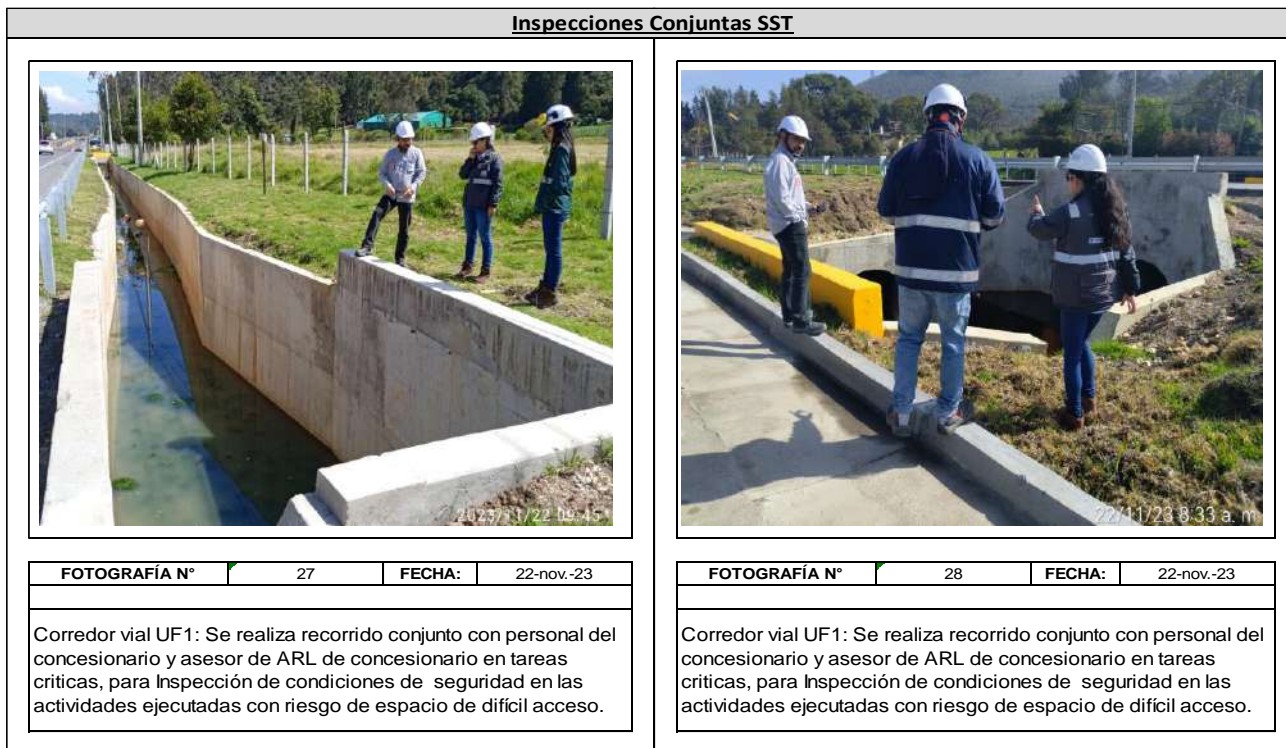 Inspecciones Conjuntas SST
2023/11/22 09:45
22/11/23 8:33 a. m
FOTOGRAFÍA N° 27 FECHA: 22-nov.-23
Corredor vial UF1: Se realiza recorrido conjunto con personal del
concesionario y asesor de ARL de concesionario en tareas
criticas, para Inspección de condiciones de seguridad en las
actividades ejecutadas con riesgo de espacio de difícil acceso.
FOTOGRAFÍA N° 28 FECHA: 22-nov.-23
Corredor vial UF1: Se realiza recorrido conjunto con personal del
concesionario y asesor de ARL de concesionario en tareas
criticas, para Inspección de condiciones de seguridad en las
actividades ejecutadas con riesgo de espacio de difícil acceso.